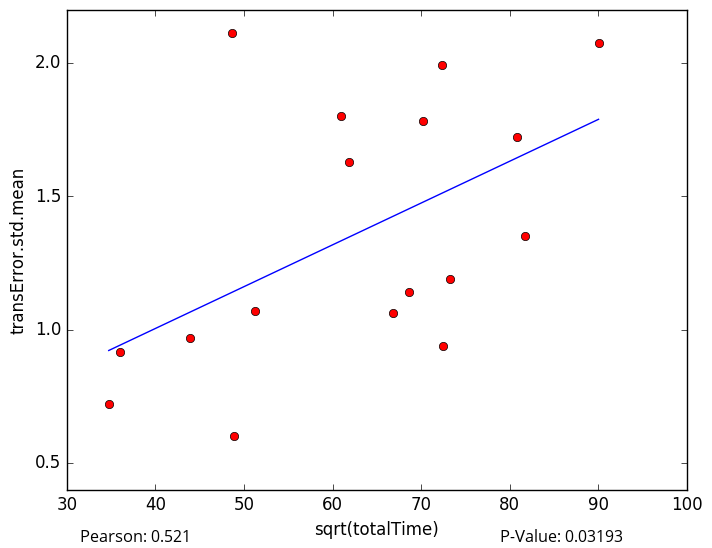 2.0
1.5
1.0
0.5
transError.std.mean
30 40 50 60 70 80 90 100
sqrt(totalTime)
Pearson: 0.521 P-Value: 0.03193